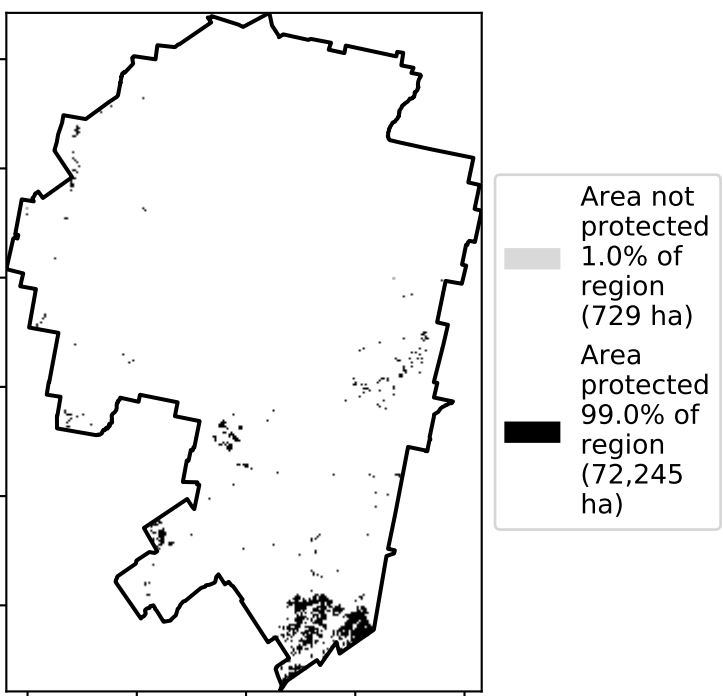 Area not
protected
1.0% of
region
(729 ha)
Area
protected
99.0% of
region
(72,245
ha)